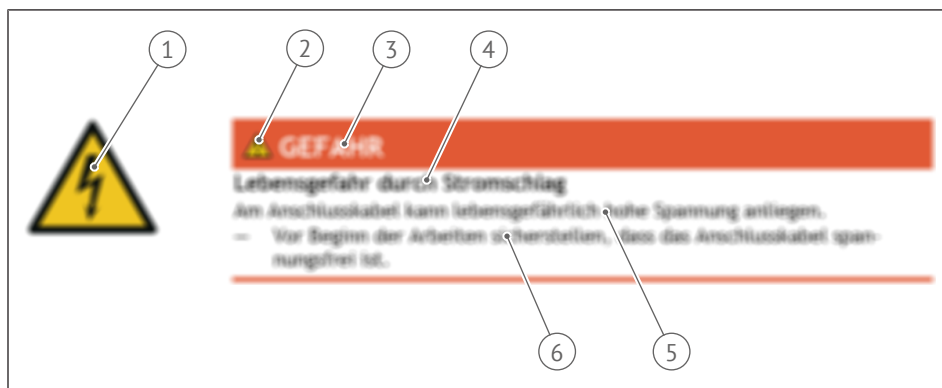 1 2 3 4
GEFAHR
Lebensgefahr durch Stromschlag
Am Anschlusskabel kann lebensgefährlich hohe Spannung anliegen.
— Vor Beginn der Arbeiten sicherstellen, dass das Anschlusskabel span-
nungsfrei ist.
6 5